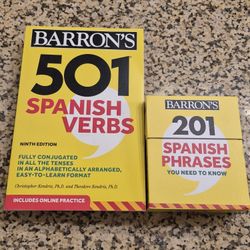 BARRON'S
501
SPANISH
VERBS
NINTH EDITION
FULLY CONJUGATED
IN ALL THE TENSES
IN AN ALPHABETICALLY ARRANGED,
EASY-TO-LEARN FORMAT
Christopher Kendris, Ph.D. and Theodore Kendris, Ph.D.
INCLUDES ONLINE PRACTICE
BARRON'S
201
SPANISH
PHRASES
YOU NEED TO KNOW